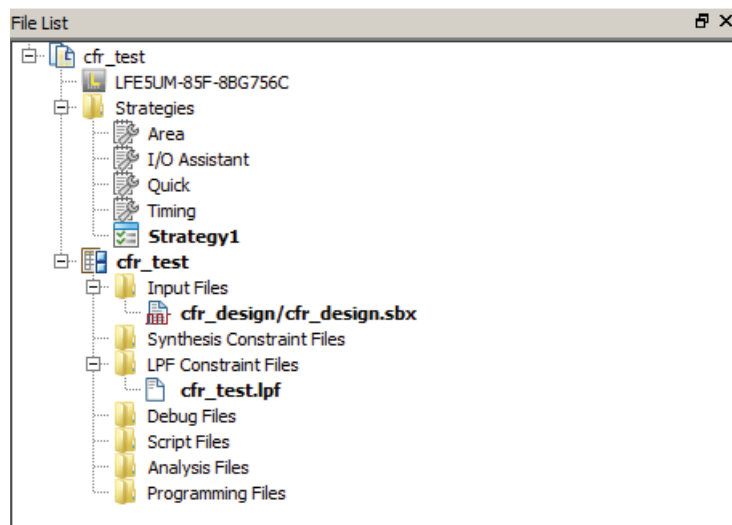 File List
cfr_test
LFE5UM-85F-8BG756C
Strategies
Area
I/O Assistant
Quick
Timing
Strategy1
cfr_test
Input Files
cfr_design/cfr_design.sbx
Synthesis Constraint Files
LPF Constraint Files
cfr_test.lpf
Debug Files
Script Files
Analysis Files
Programming Files